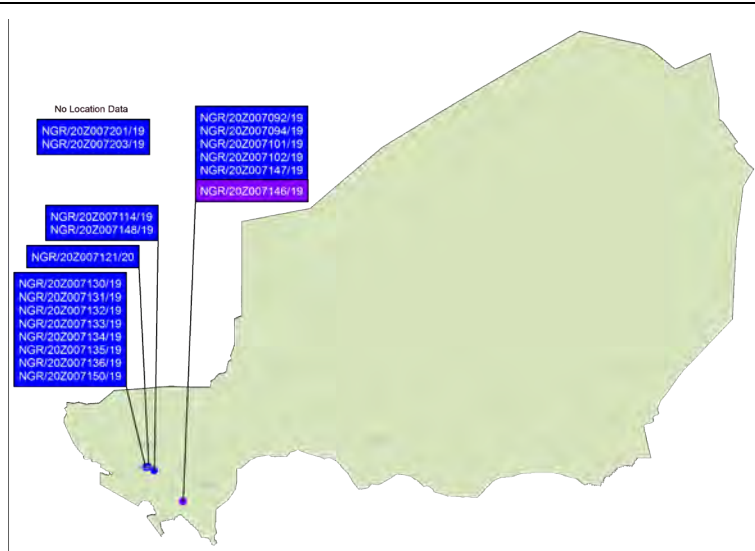 No Location Data
NGR/20Z007201/19
NGR/20Z007203/19
NGR/20Z007092/19
NGR/20Z007094/19
NGR/20Z007101/19
NGR/20Z007102/19
NGR/20Z007147/19
NGR/20Z007146/19
NGR/20Z007114/19
NGR/20Z007148/19
NGR/20Z007121/20
NGR/20Z007130/19
NGR/20Z007131/19
NGR/20Z007132/19
NGR/20Z007133/19
NGR/20Z007134/19
NGR/20Z007135/19
NGR/20Z007136/19
NGR/20Z007150/19